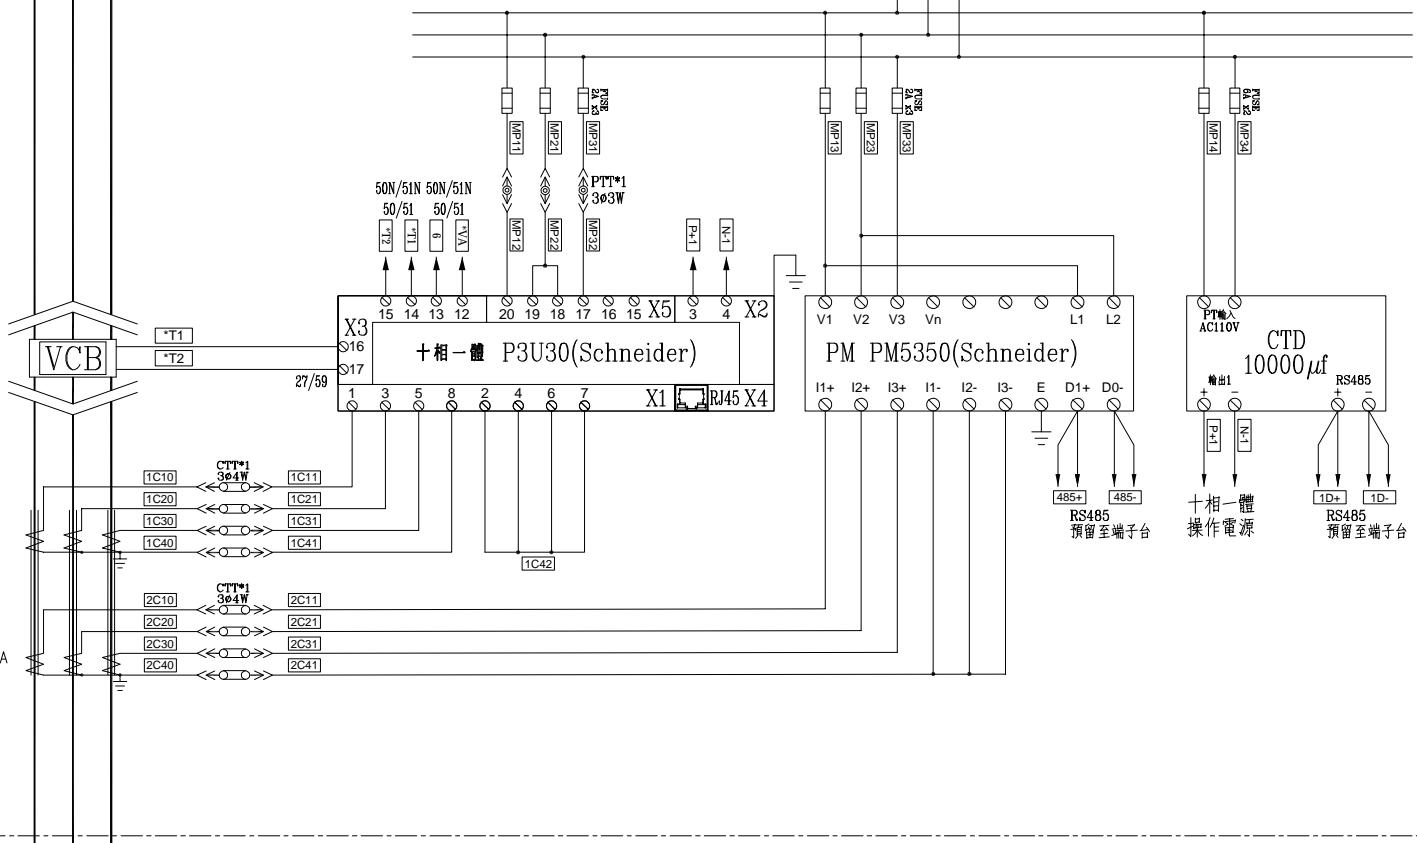 FUSE
2A x3
FUSE
2A x3
FUSE
6A x2
MP11
MP21
MP31
MP13
MP23
MP33
MP14
MP34
PTT*1
3ø3W
50N/51N 50N/51N
50/51 50/51
*T2
*T1
6
*VA
MP12
MP22
MP32
P+1
N-1
15 14 13 12 20 19 18 17 16 15 X5 3 4 X2
X3
16
17
十相一體 P3U30(Schneider)
1 3 5 8 2 4 6 7 X1 RJ45 X4
VCB
*T1
*T2
27/59
V1 V2 V3 Vn L1 L2
PM PM5350(Schneider)
I1+ I2+ I3+ I1- I2- I3- E D1+ D0-
PT輸入
AC110V
CTD
10000μf
輸出1
RS485
+ − + −
P+1
N-1
十相一體
操作電源
485+
485-
RS485
預留至端子台
1D+
1D-
RS485
預留至端子台
CTT*1
3ø4W
1C10
1C11
1C20
1C21
1C30
1C31
1C40
1C41
1C42
CTT*1
3ø4W
2C10
2C11
2C20
2C21
2C30
2C31
2C40
2C41
A